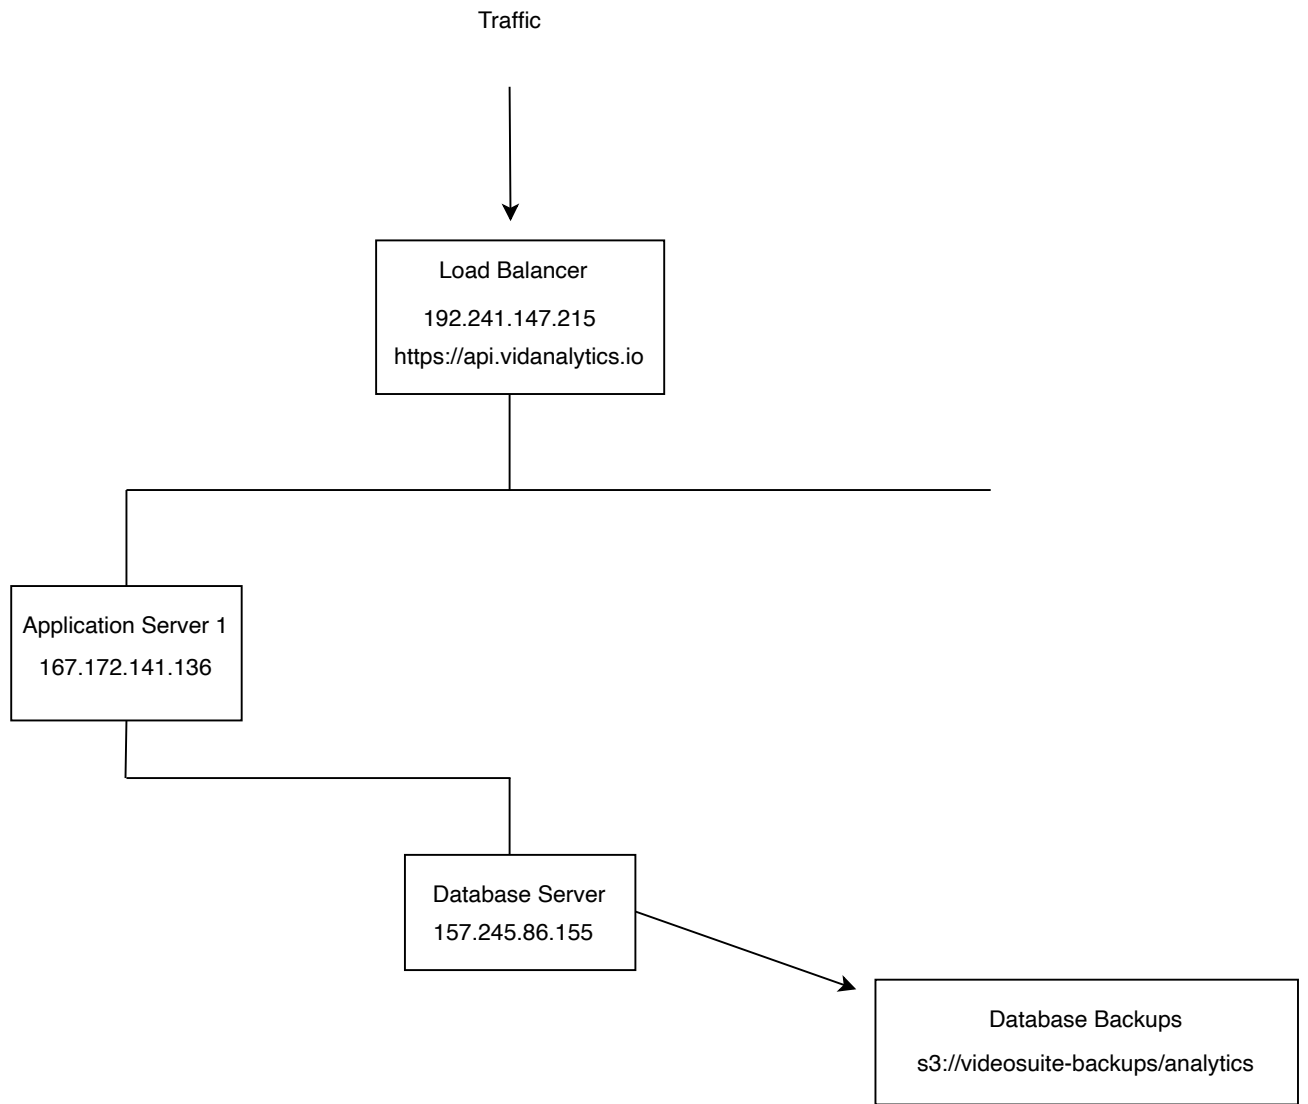 Traffic
Load Balancer
192.241.147.215
https://api.vidanalytics.io
Application Server 1
167.172.141.136
Database Server
157.245.86.155
Database Backups
s3://videosuite-backups/analytics